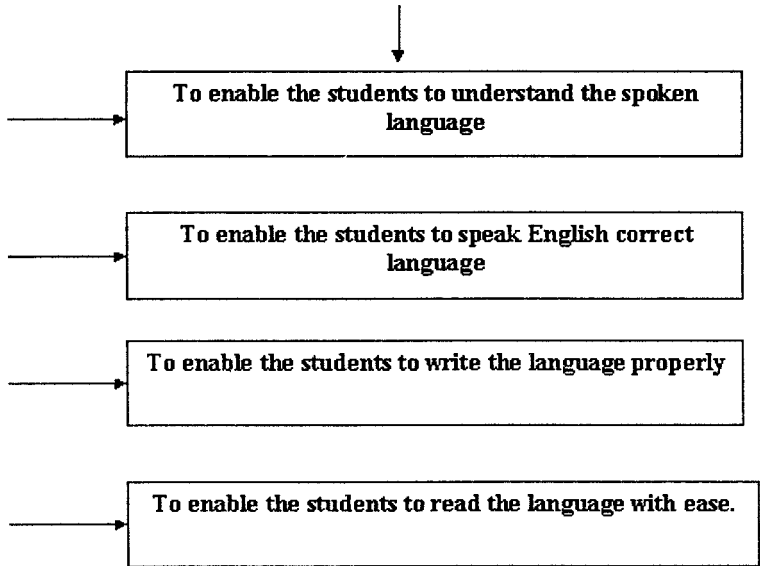 To enable the students to understand the spoken
language
To enable the students to speak English correct
language
To enable the students to write the language properly
To enable the students to read the language with ease.